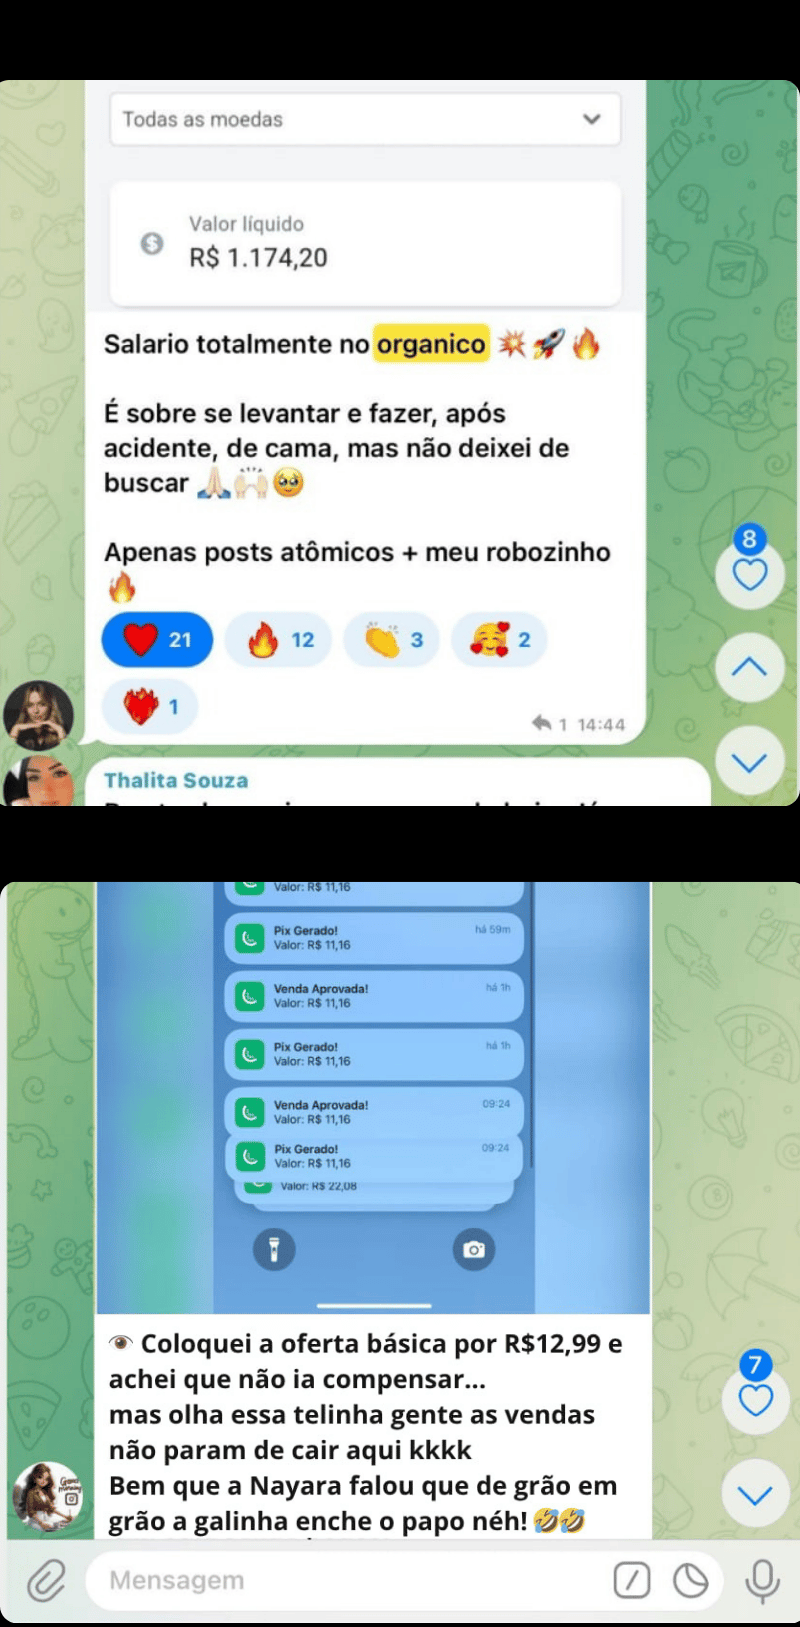 Todas as moedas
Valor líquido
R$ 1.174,20
Salario totalmente no organico 💥🚀🔥
É sobre se levantar e fazer, após
acidente, de cama, mas não deixei de
buscar 🙏🏻🙌🏻🥹
Apenas posts atômicos + meu robozinho
🔥
8
❤️ 21 🔥 12 👏 3 🥰 2
❤️‍🔥 1
1 14:44
Thalita Souza
Valor: R$ 11,16
Pix Gerado! há 59m
Valor: R$ 11,16
Venda Aprovada! há 1h
Valor: R$ 11,16
Pix Gerado! há 1h
Valor: R$ 11,16
Venda Aprovada! 09:24
Valor: R$ 11,16
Pix Gerado! 09:24
Valor: R$ 11,16
Valor: R$ 22,08
👁 Coloquei a oferta básica por R$12,99 e
achei que não ia compensar...
mas olha essa telinha gente as vendas
não param de cair aqui kkkk
Bem que a Nayara falou que de grão em
grão a galinha enche o papo néh! 🤣🤣
7
Mensagem